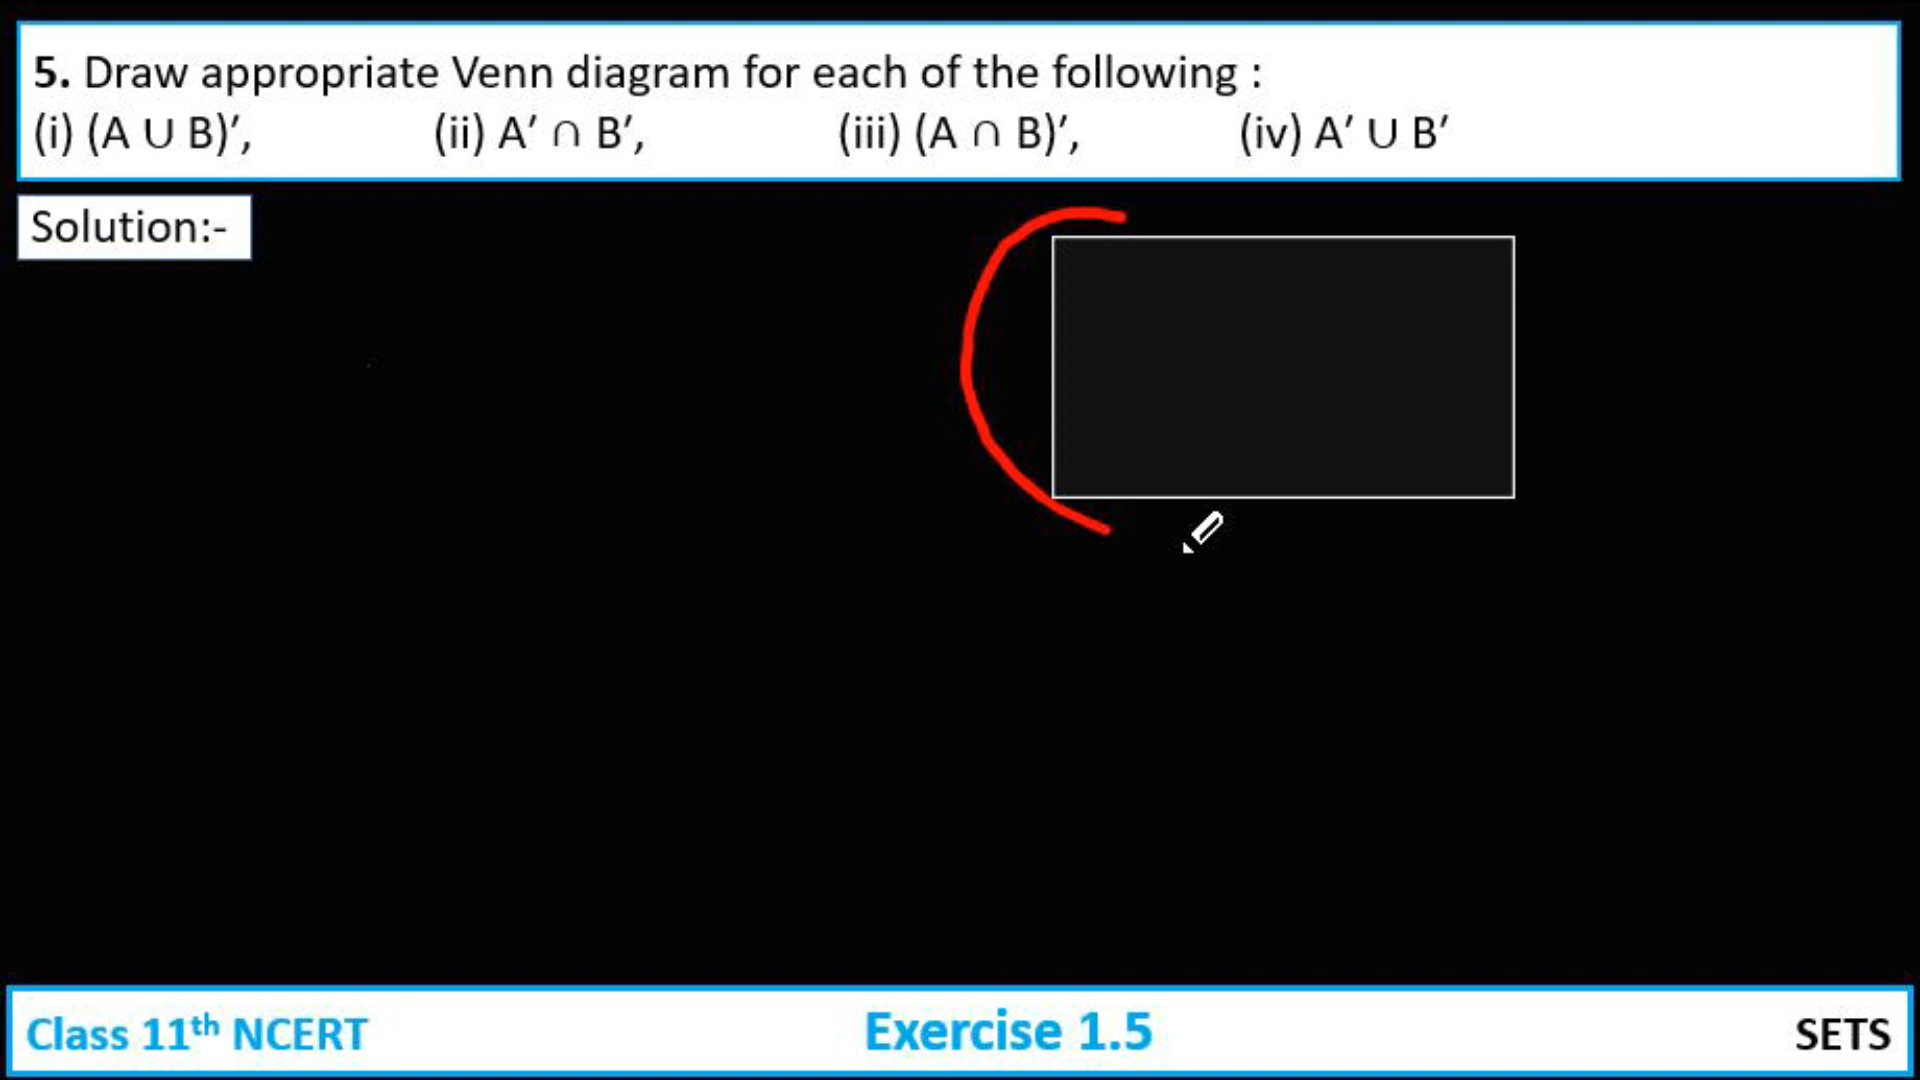 5. Draw appropriate Venn diagram for each of the following :
(i) (A ∪ B)′, (ii) A′ ∩ B′, (iii) (A ∩ B)′, (iv) A′ ∪ B′
Solution:-
Class 11th NCERT Exercise 1.5 SETS